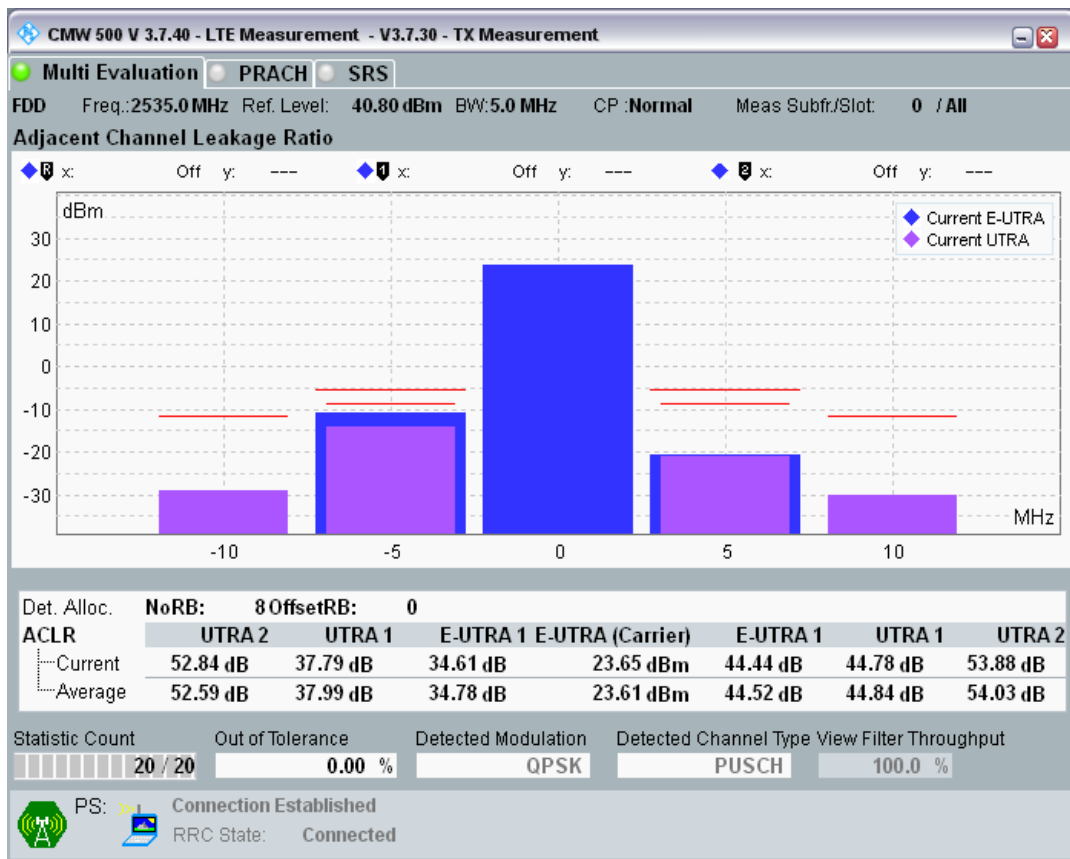 CMW 500 V 3.7.40 - LTE Measurement - V3.7.30 - TX Measurement
Multi Evaluation PRACH SRS
FDD Freq.:2535.0 MHz Ref. Level: 40.80 dBm BW:5.0 MHz CP :Normal Meas Subfr./Slot: 0 / All
Adjacent Channel Leakage Ratio
R x: Off y: --- 1 x: Off y: --- 2 x: Off y: ---
dBm
Current E-UTRA
Current UTRA
30
20
10
0
-10
-20
-30
MHz
-10 -5 0 5 10
Det. Alloc. NoRB: 8 OffsetRB: 0
ACLR UTRA 2 UTRA 1 E-UTRA 1 E-UTRA (Carrier) E-UTRA 1 UTRA 1 UTRA 2
Current 52.84 dB 37.79 dB 34.61 dB 23.65 dBm 44.44 dB 44.78 dB 53.88 dB
Average 52.59 dB 37.99 dB 34.78 dB 23.61 dBm 44.52 dB 44.84 dB 54.03 dB
Statistic Count Out of Tolerance Detected Modulation Detected Channel Type View Filter Throughput
20 / 20 0.00 % QPSK PUSCH 100.0 %
PS: Connection Established
RRC State: Connected